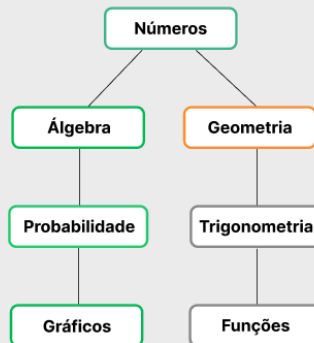 Números
Álgebra
Geometria
Probabilidade
Trigonometria
Gráficos
Funções